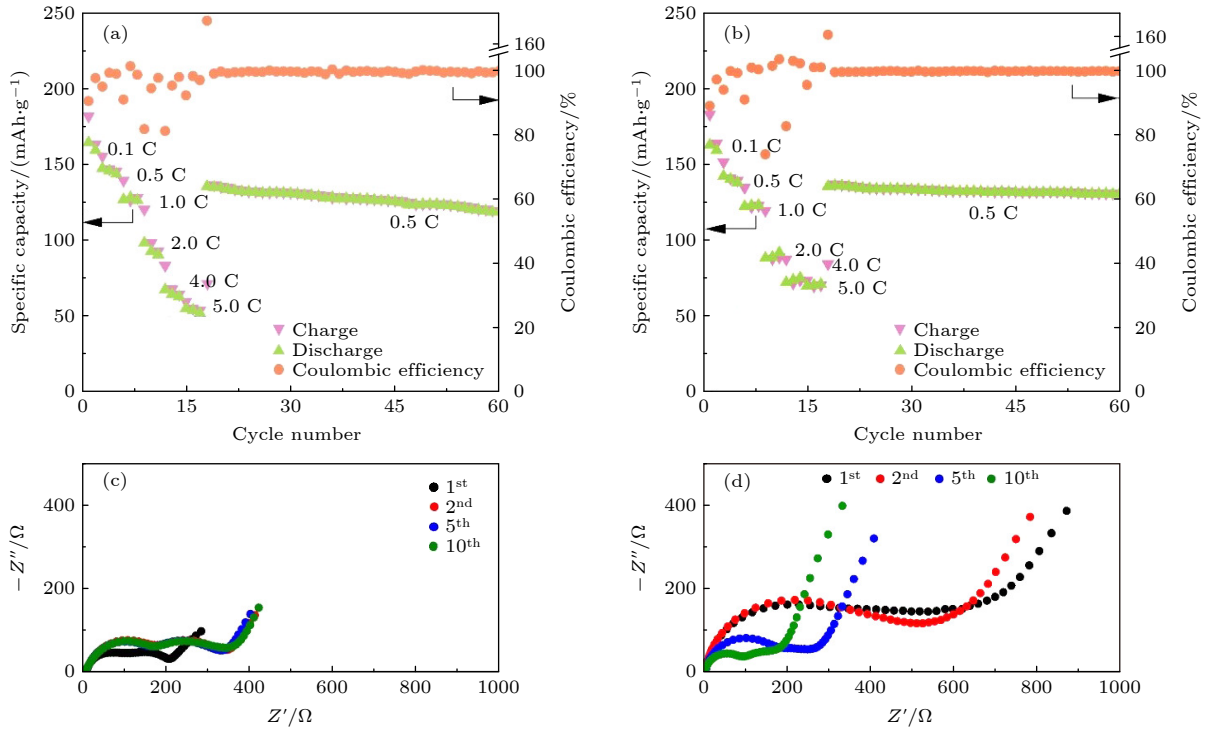 (a)
250
200
150
100
50
0
Specific capacity/(mAh·g⁻¹)
0.1 C
0.5 C
1.0 C
2.0 C
4.0 C
5.0 C
0.5 C
Charge
Discharge
Coulombic efficiency
160
100
80
60
40
20
0
Coulombic efficiency/%
0 15 30 45 60
Cycle number
(b)
250
200
150
100
50
0
Specific capacity/(mAh·g⁻¹)
0.1 C
0.5 C
1.0 C
2.0 C
4.0 C
5.0 C
0.5 C
Charge
Discharge
Coulombic efficiency
160
100
80
60
40
20
0
Coulombic efficiency/%
0 15 30 45 60
Cycle number
(c)
400
200
0
−Z″/Ω
1st
2nd
5th
10th
0 200 400 600 800 1000
Z′/Ω
(d)
400
200
0
−Z″/Ω
1st 2nd 5th 10th
0 200 400 600 800 1000
Z′/Ω